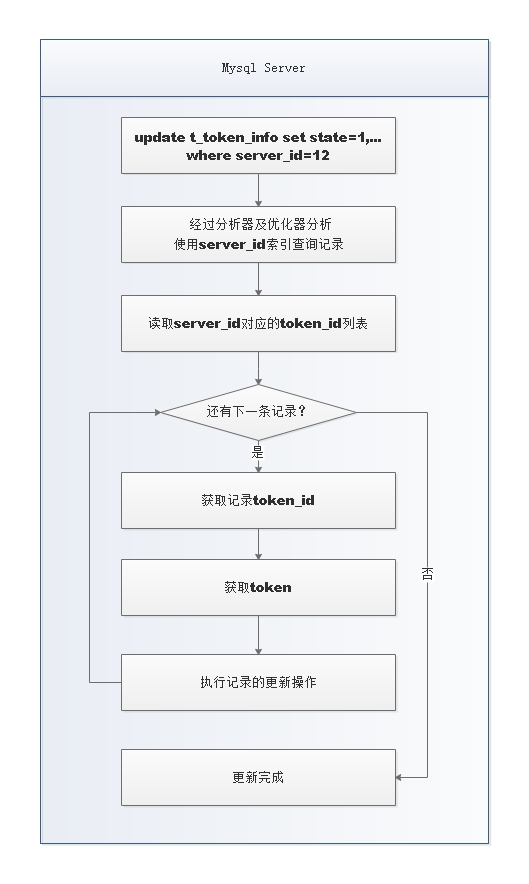 Mysql Server
update t_token_info set state=1,...
where server_id=12
经过分析器及优化器分析
使用server_id索引查询记录
读取server_id对应的token_id列表
还有下一条记录？
是
获取记录token_id
否
获取token
执行记录的更新操作
更新完成